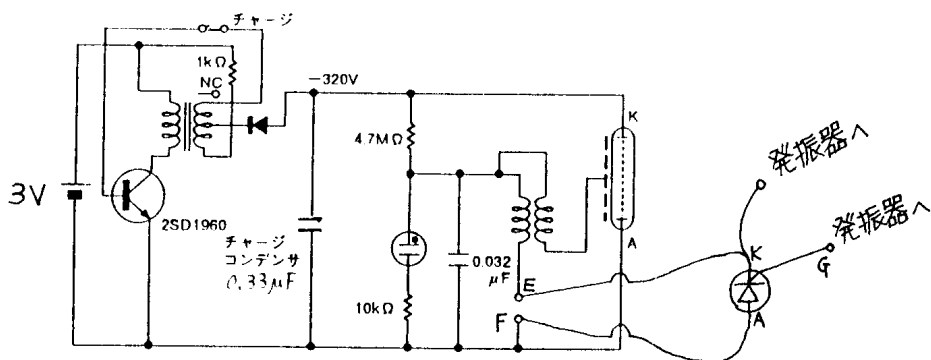 チャージ
1kΩ
NC
−320V
K
4.7MΩ
発振器へ
発振器へ
3V
2SD1960
チャージ
コンデンサ
0.33μF
0.032
μF
E
A
K
G
10kΩ
F
A